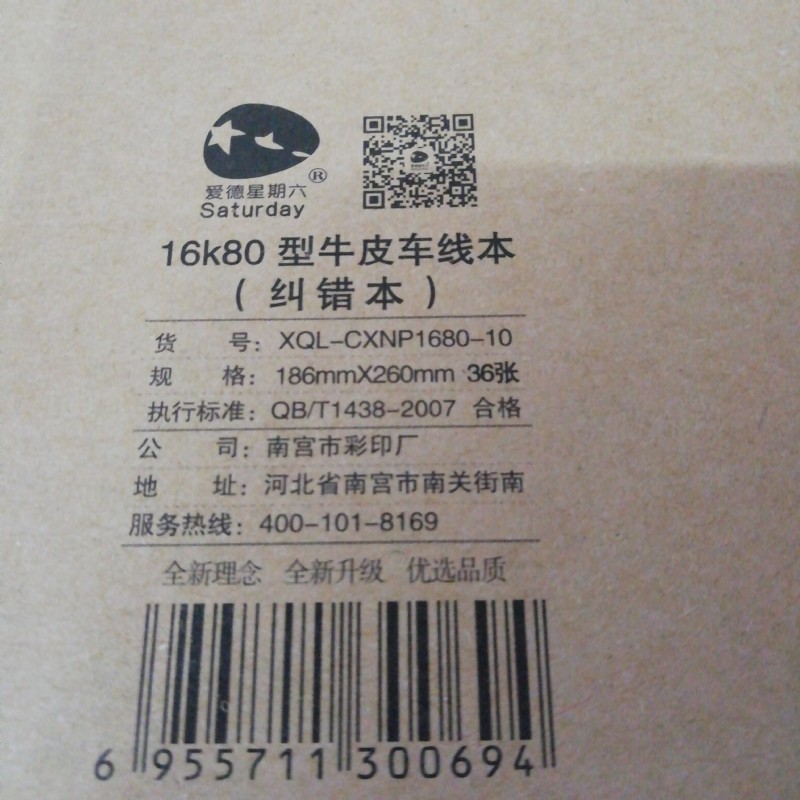 爱德星期六®
Saturday
16k80 型牛皮车线本
(纠错本)
货 号: XQL-CXNP1680-10
规 格: 186mmX260mm 36张
执行标准: QB/T1438-2007 合格
公 司: 南宫市彩印厂
地 址: 河北省南宫市南关街南
服务热线: 400-101-8169
全新理念 全新升级 优选品质
6 955711 300694